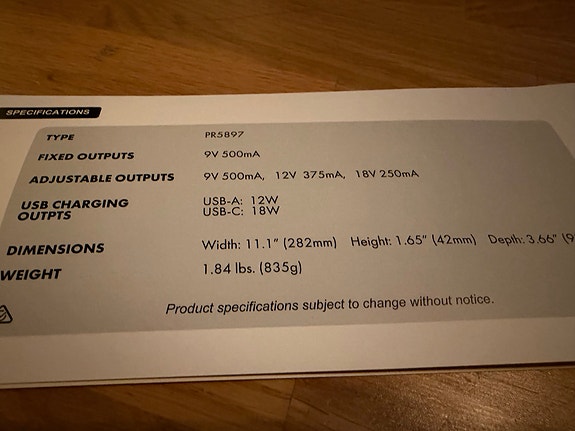 SPECIFICATIONS
TYPE PR5897
FIXED OUTPUTS 9V 500mA
ADJUSTABLE OUTPUTS 9V 500mA, 12V 375mA, 18V 250mA
USB CHARGING USB-A: 12W
OUTPTS USB-C: 18W
DIMENSIONS Width: 11.1" (282mm) Height: 1.65" (42mm) Depth: 3.66"
WEIGHT 1.84 lbs. (835g)
Product specifications subject to change without notice.